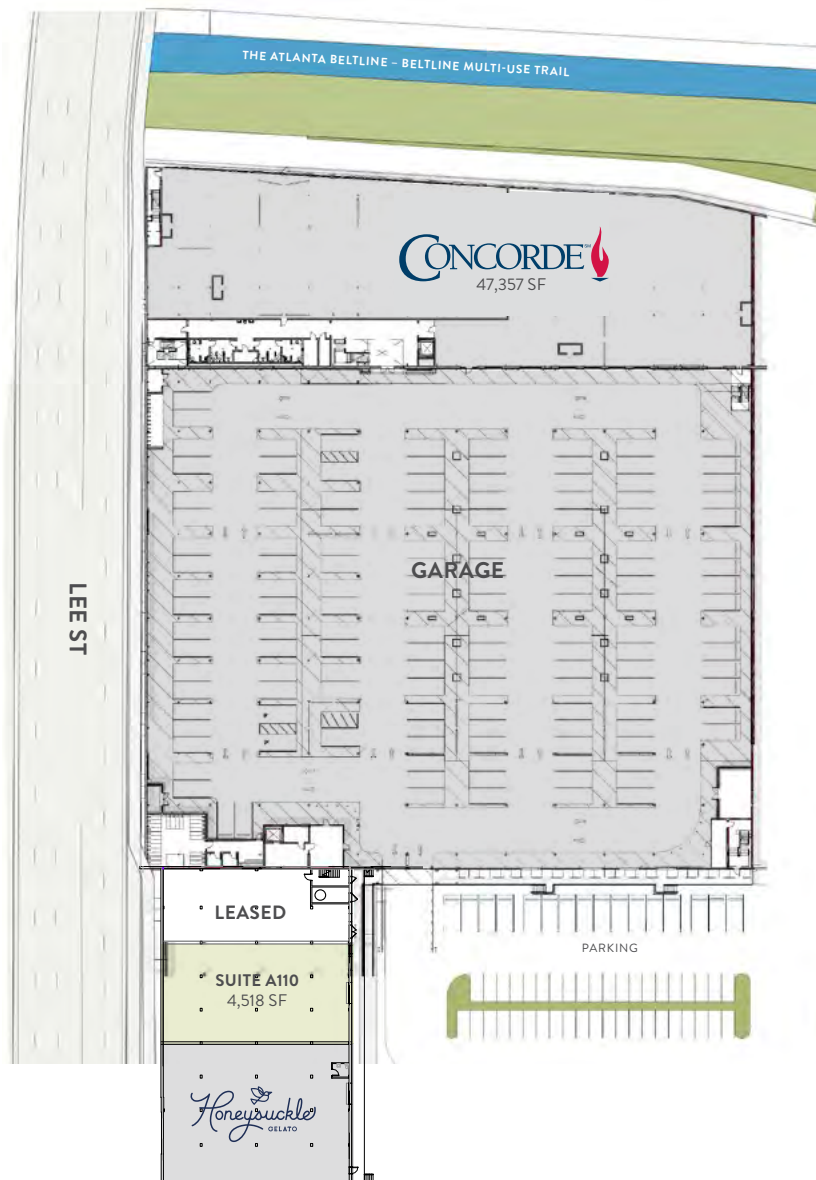 THE ATLANTA BELTLINE – BELTLINE MULTI-USE TRAIL
CONCORDE SM
47,357 SF
GARAGE
LEE ST
LEASED
PARKING
SUITE A110
4,518 SF
Honeysuckle
GELATO